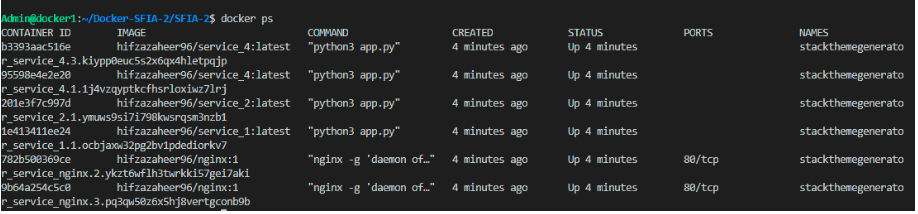 Admin@docker1:~/Docker-SFIA-2/SFIA-2$ docker ps
CONTAINER ID IMAGE COMMAND CREATED STATUS PORTS NAMES
b3393aac516e hifzazaheer96/service_4:latest "python3 app.py" 4 minutes ago Up 4 minutes stackthemegenerato
r_service_4.3.kiypp0euc5s2x6qx4hletpqjp
95598e4e2e20 hifzazaheer96/service_4:latest "python3 app.py" 4 minutes ago Up 4 minutes stackthemegenerato
r_service_4.1.1j4vzqyptkcfhsrloxiwz7lrj
201e3f7c997d hifzazaheer96/service_2:latest "python3 app.py" 4 minutes ago Up 4 minutes stackthemegenerato
r_service_2.1.ymuws9si7i798kwsrqsm3nzb1
1e413411ee24 hifzazaheer96/service_1:latest "python3 app.py" 4 minutes ago Up 4 minutes stackthemegenerato
r_service_1.1.ocbjaxw32pg2bv1pdediorkv7
782b500369ce hifzazaheer96/nginx:1 "nginx -g 'daemon of…" 4 minutes ago Up 4 minutes 80/tcp stackthemegenerato
r_service_nginx.2.ykzt6wflh3twrkki57gei7aki
9b64a254c5c0 hifzazaheer96/nginx:1 "nginx -g 'daemon of…" 4 minutes ago Up 4 minutes 80/tcp stackthemegenerato
r_service_nginx.3.pq3qw50z6x5hj8vertgconb9b